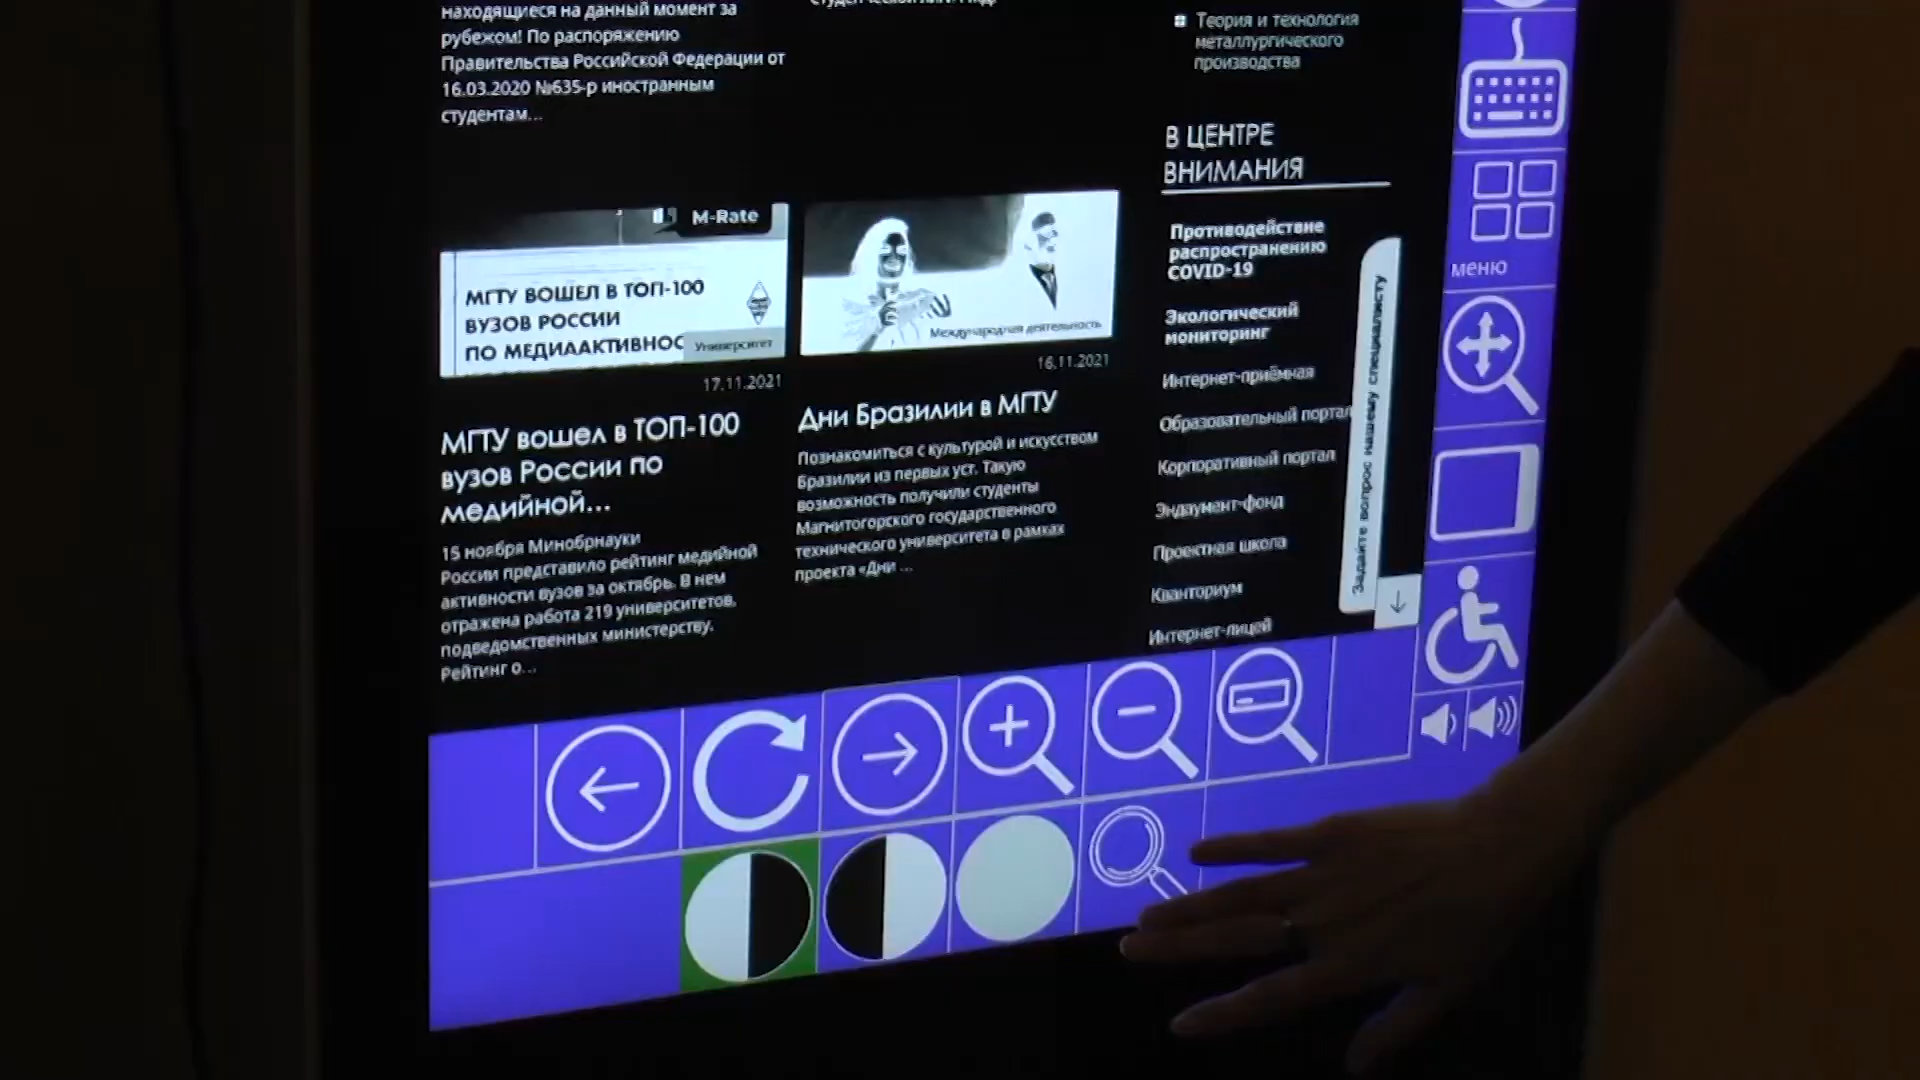 находящиеся на данный момент за
рубежом! По распоряжению
Правительства Российской Федерации от
16.03.2020 №635-р иностранным
студентам...
Теория и технология
металлургического
производства
В ЦЕНТРЕ
ВНИМАНИЯ
M-Rate
МГТУ ВОШЕЛ В ТОП-100
ВУЗОВ РОССИИ
ПО МЕДИААКТИВНОС
Университет
17.11.2021
МГТУ вошел в ТОП-100
вузов России по
медийной...
15 ноября Минобрнауки
России представило рейтинг медийной
активности вузов за октябрь. В нем
отражена работа 219 университетов,
подведомственных министерству.
Рейтинг о...
Международная деятельность
16.11.2021
Дни Бразилии в МГТУ
Познакомиться с культурой и искусством
Бразилии из первых уст. Такую
возможность получили студенты
Магнитогорского государственного
технического университета в рамках
проекта «Дни ...
Противодействие
распространению
COVID-19
Экологический
мониторинг
Интернет-приёмная
Образовательный портал
Корпоративный портал
Эндаумент-фонд
Проектная школа
Кванториум
Интернет-лицей
Задайте вопрос нашему специалисту
меню